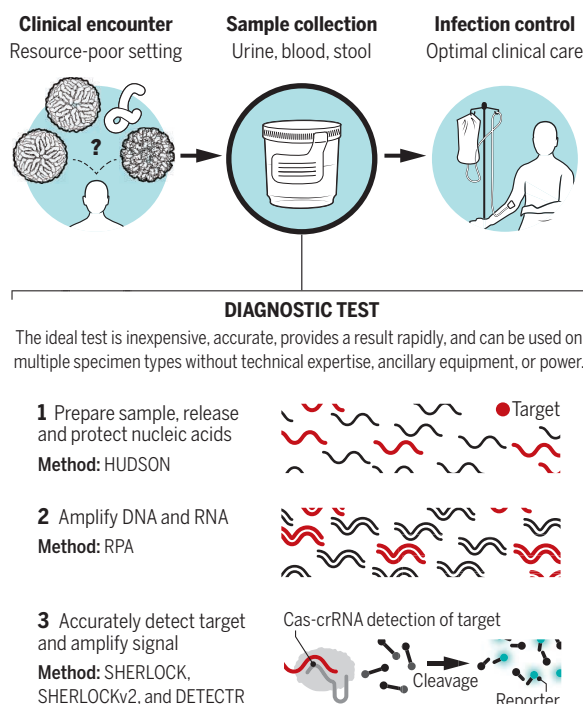 Clinical encounter
Resource-poor setting
Sample collection
Urine, blood, stool
Infection control
Optimal clinical care
?
DIAGNOSTIC TEST
The ideal test is inexpensive, accurate, provides a result rapidly, and can be used on
multiple specimen types without technical expertise, ancillary equipment, or power.
1 Prepare sample, release
and protect nucleic acids
Method: HUDSON
Target
2 Amplify DNA and RNA
Method: RPA
3 Accurately detect target
and amplify signal
Method: SHERLOCK,
SHERLOCKv2, and DETECTR
Cas-crRNA detection of target
Cleavage
Reporter